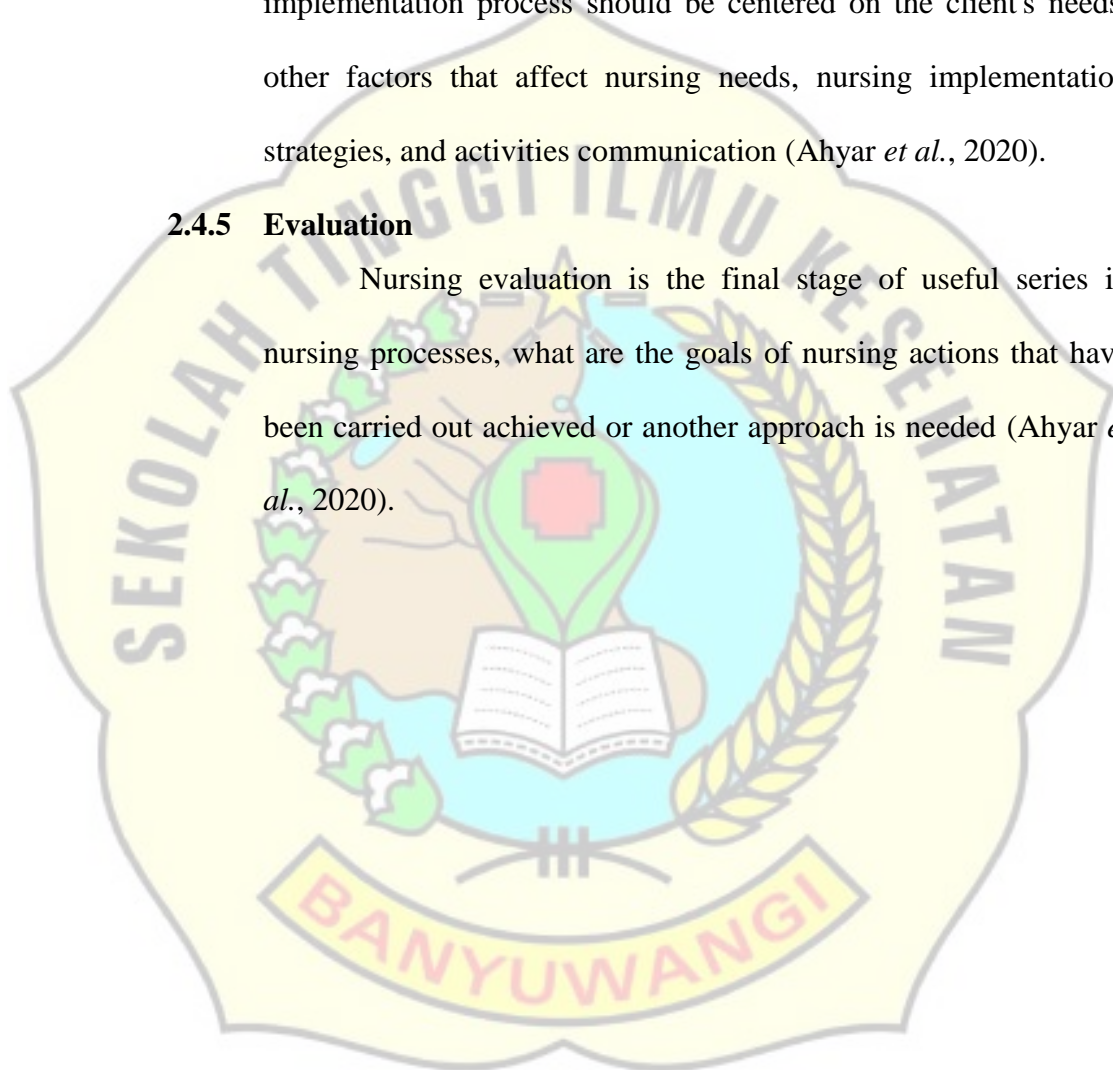 implementation process should be centered on the client's needs
other factors that affect nursing needs, nursing implementatio
strategies, and activities communication (Ahyar et al., 2020).
2.4.5 Evaluation
Nursing evaluation is the final stage of useful series i
nursing processes, what are the goals of nursing actions that hav
been carried out achieved or another approach is needed (Ahyar e
al., 2020).
SEKOLAH TINGGI ILMU KESEHATAN
BANYUWANGI